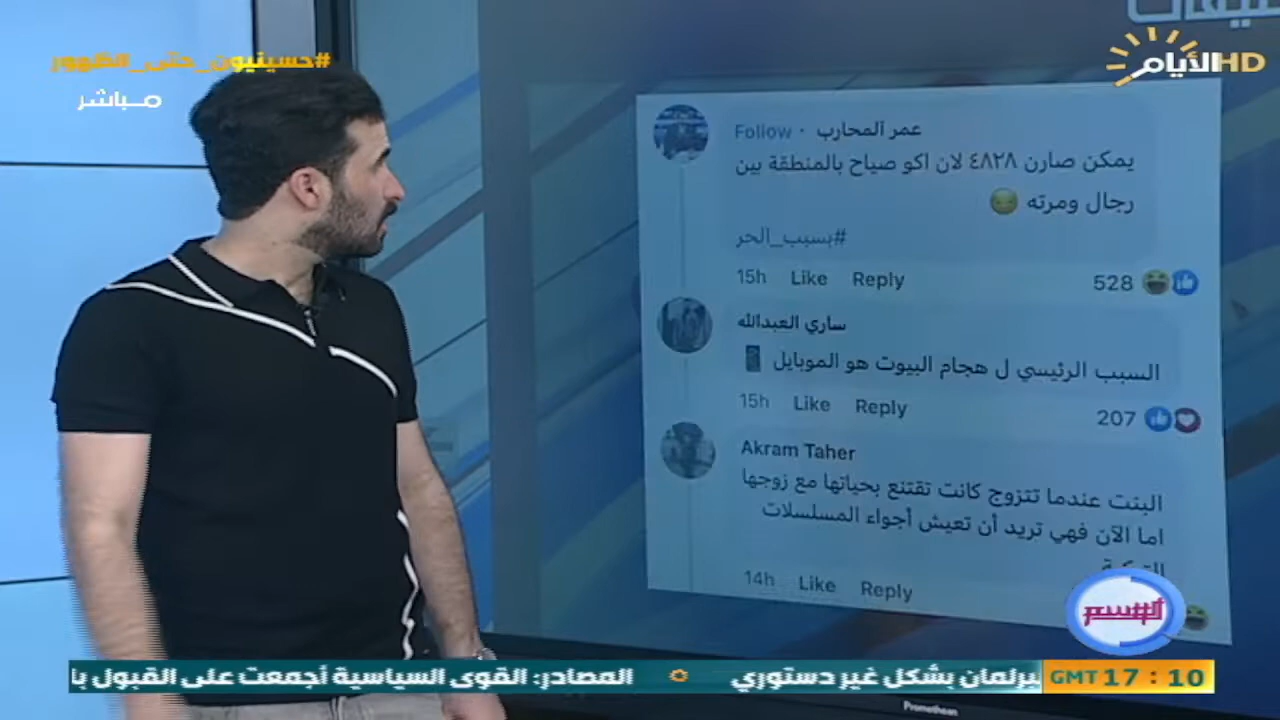 #حسينيون_حتى_الظهور
مباشر
الأيام HD
عمر المحارب · Follow
يمكن صارن ٤٨٢٨ لان اكو صياح بالمنطقة بين
رجال ومرته
#بسبب_الحر
15h Like Reply 528
ساري العبدالله
السبب الرئيسي ل هجام البيوت هو الموبايل
15h Like Reply 207
Akram Taher
البنت عندما تتزوج كانت تقتنع بحياتها مع زوجها
اما الآن فهي تريد أن تعيش أجواء المسلسلات
14h Like Reply
يرلمان بشكل غير دستوري ۞ المصادر: القوى السياسية أجمعت على القبول با
GMT 17:10
Promethean